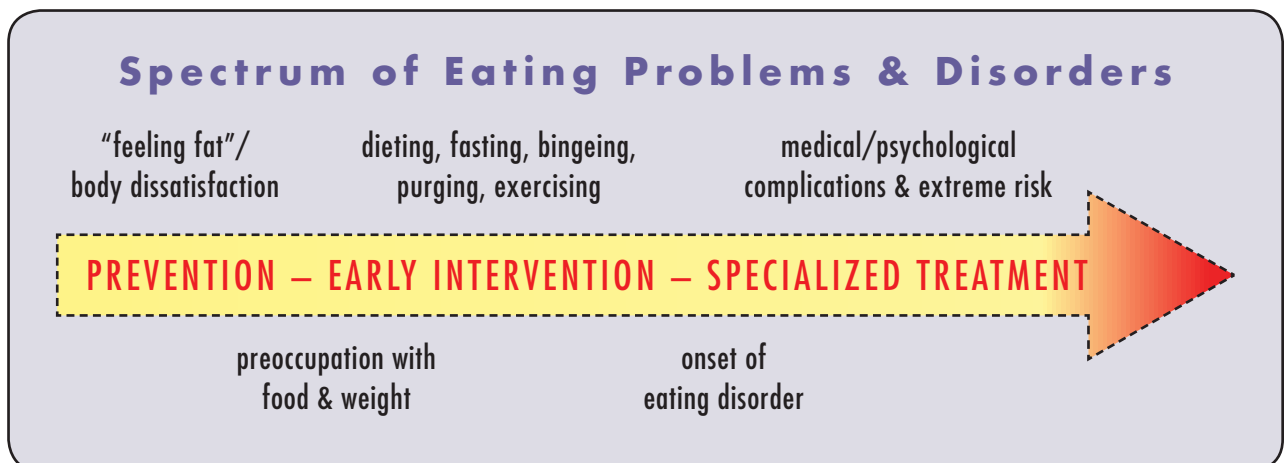 Spectrum of Eating Problems & Disorders
“feeling fat”/
body dissatisfaction
dieting, fasting, bingeing,
purging, exercising
medical/psychological
complications & extreme risk
PREVENTION – EARLY INTERVENTION – SPECIALIZED TREATMENT
preoccupation with
food & weight
onset of
eating disorder